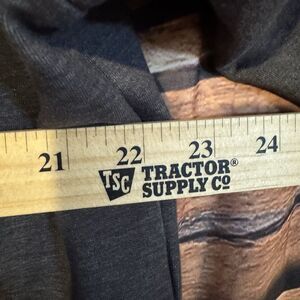 21 22 23 24
TSC TRACTOR®
SUPPLY CO